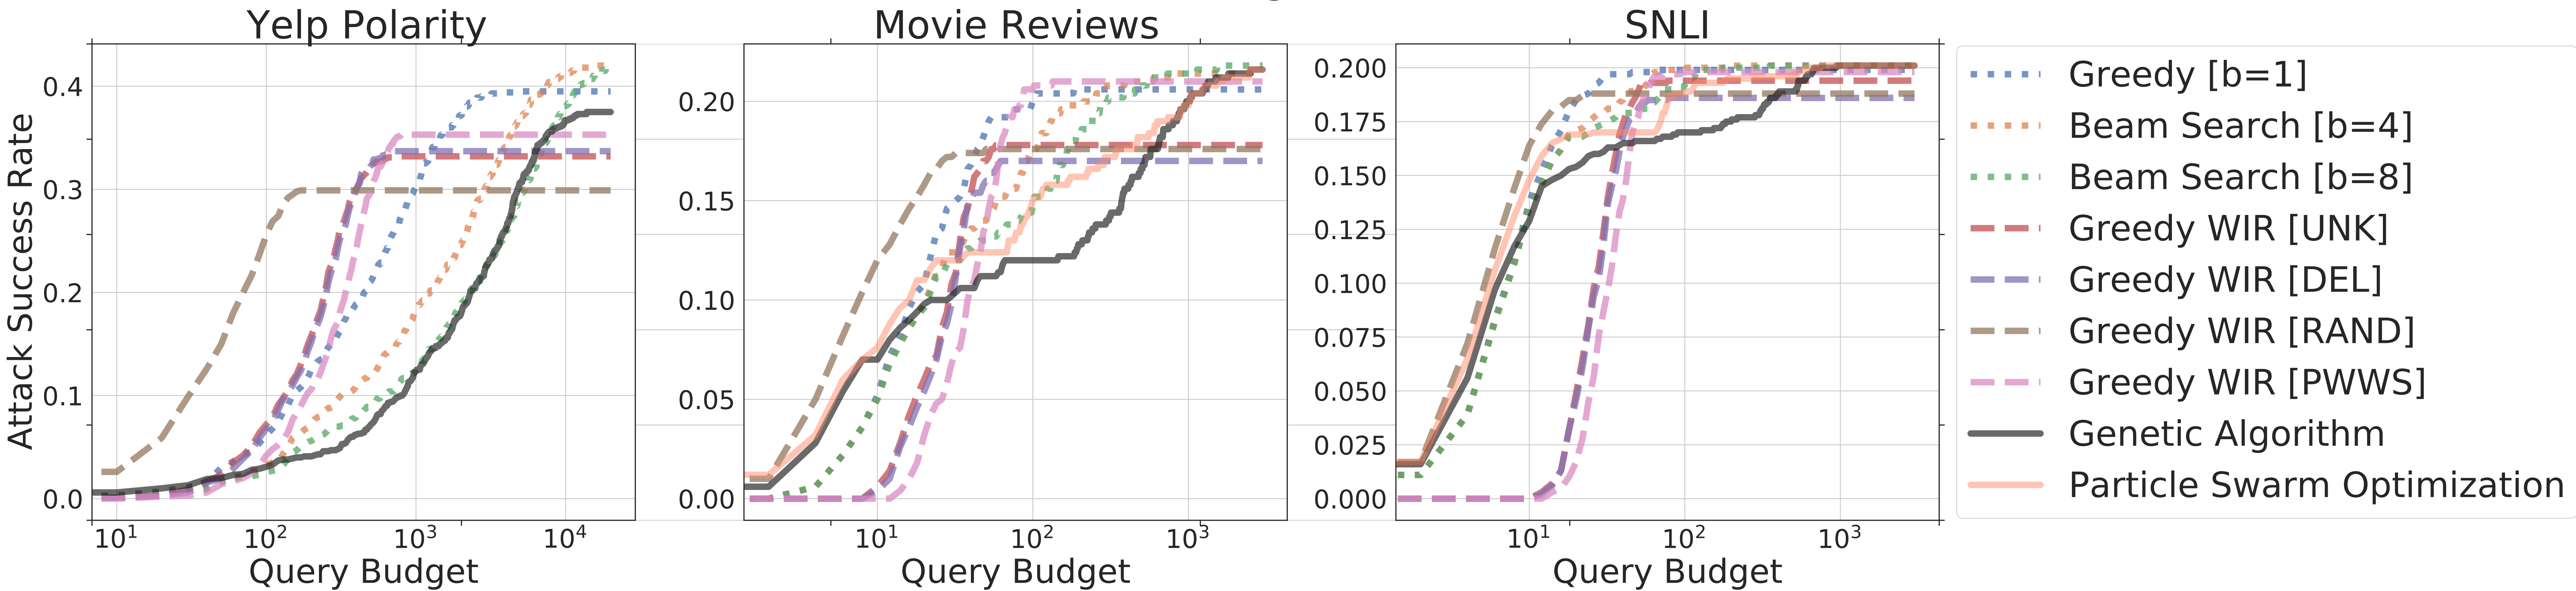 Yelp Polarity
Movie Reviews
SNLI
Attack Success Rate
0.4
0.3
0.2
0.1
0.0
10¹
10²
10³
10⁴
Query Budget
0.20
0.15
0.10
0.05
0.00
10¹
10²
10³
Query Budget
0.200
0.175
0.150
0.125
0.100
0.075
0.050
0.025
0.000
10¹
10²
10³
Query Budget
Greedy [b=1]
Beam Search [b=4]
Beam Search [b=8]
Greedy WIR [UNK]
Greedy WIR [DEL]
Greedy WIR [RAND]
Greedy WIR [PWWS]
Genetic Algorithm
Particle Swarm Optimization